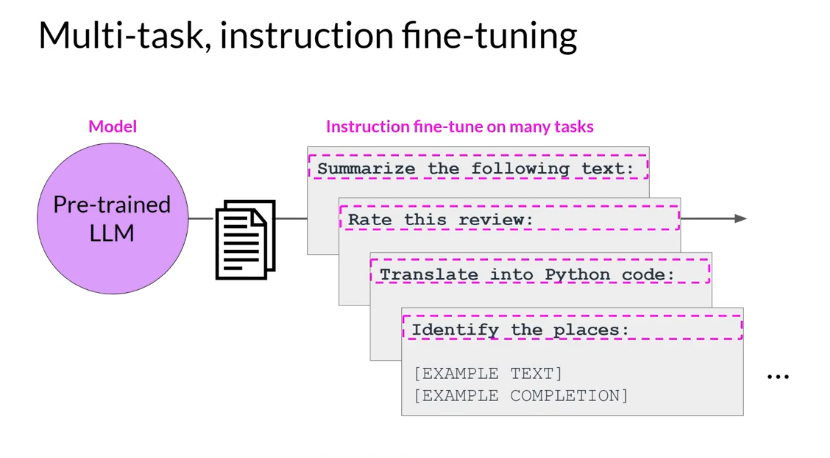 Multi-task, instruction fine-tuning
Model
Instruction fine-tune on many tasks
Pre-trained
LLM
Summarize the following text:
Rate this review:
Translate into Python code:
Identify the places:
[EXAMPLE TEXT]
[EXAMPLE COMPLETION]
...